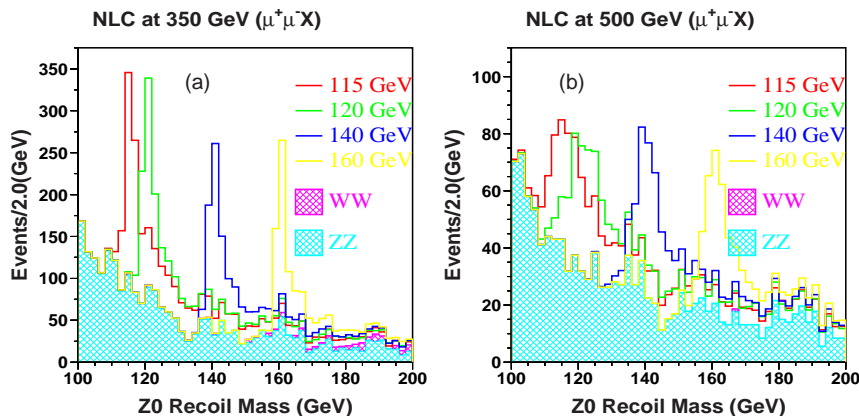 NLC at 350 GeV (μ⁺μ⁻X)
350
300
250
200
150
100
50
0
Events/2.0(GeV)
(a)
115 GeV
120 GeV
140 GeV
160 GeV
WW
ZZ
100 120 140 160 180 200
Z0 Recoil Mass (GeV)
NLC at 500 GeV (μ⁺μ⁻X)
100
80
60
40
20
0
Events/2.0(GeV)
(b)
115 GeV
120 GeV
140 GeV
160 GeV
WW
ZZ
100 120 140 160 180 200
Z0 Recoil Mass (GeV)